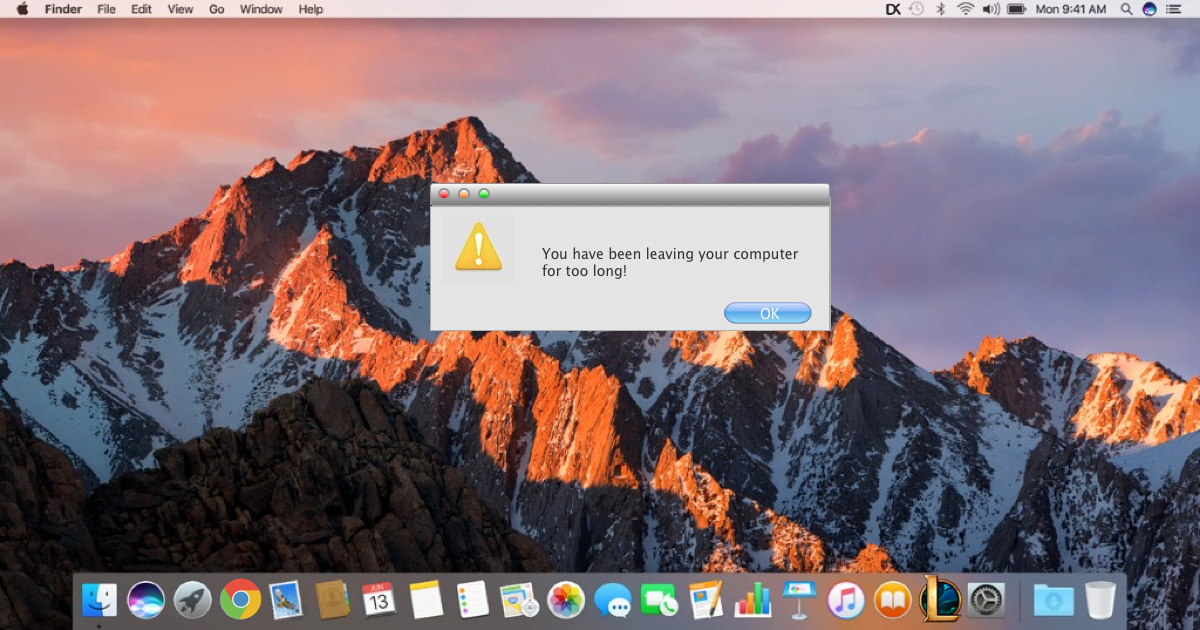 Finder File Edit View Go Window Help DX Mon 9:41 AM
You have been leaving your computer
for too long!
OK
JUN
13